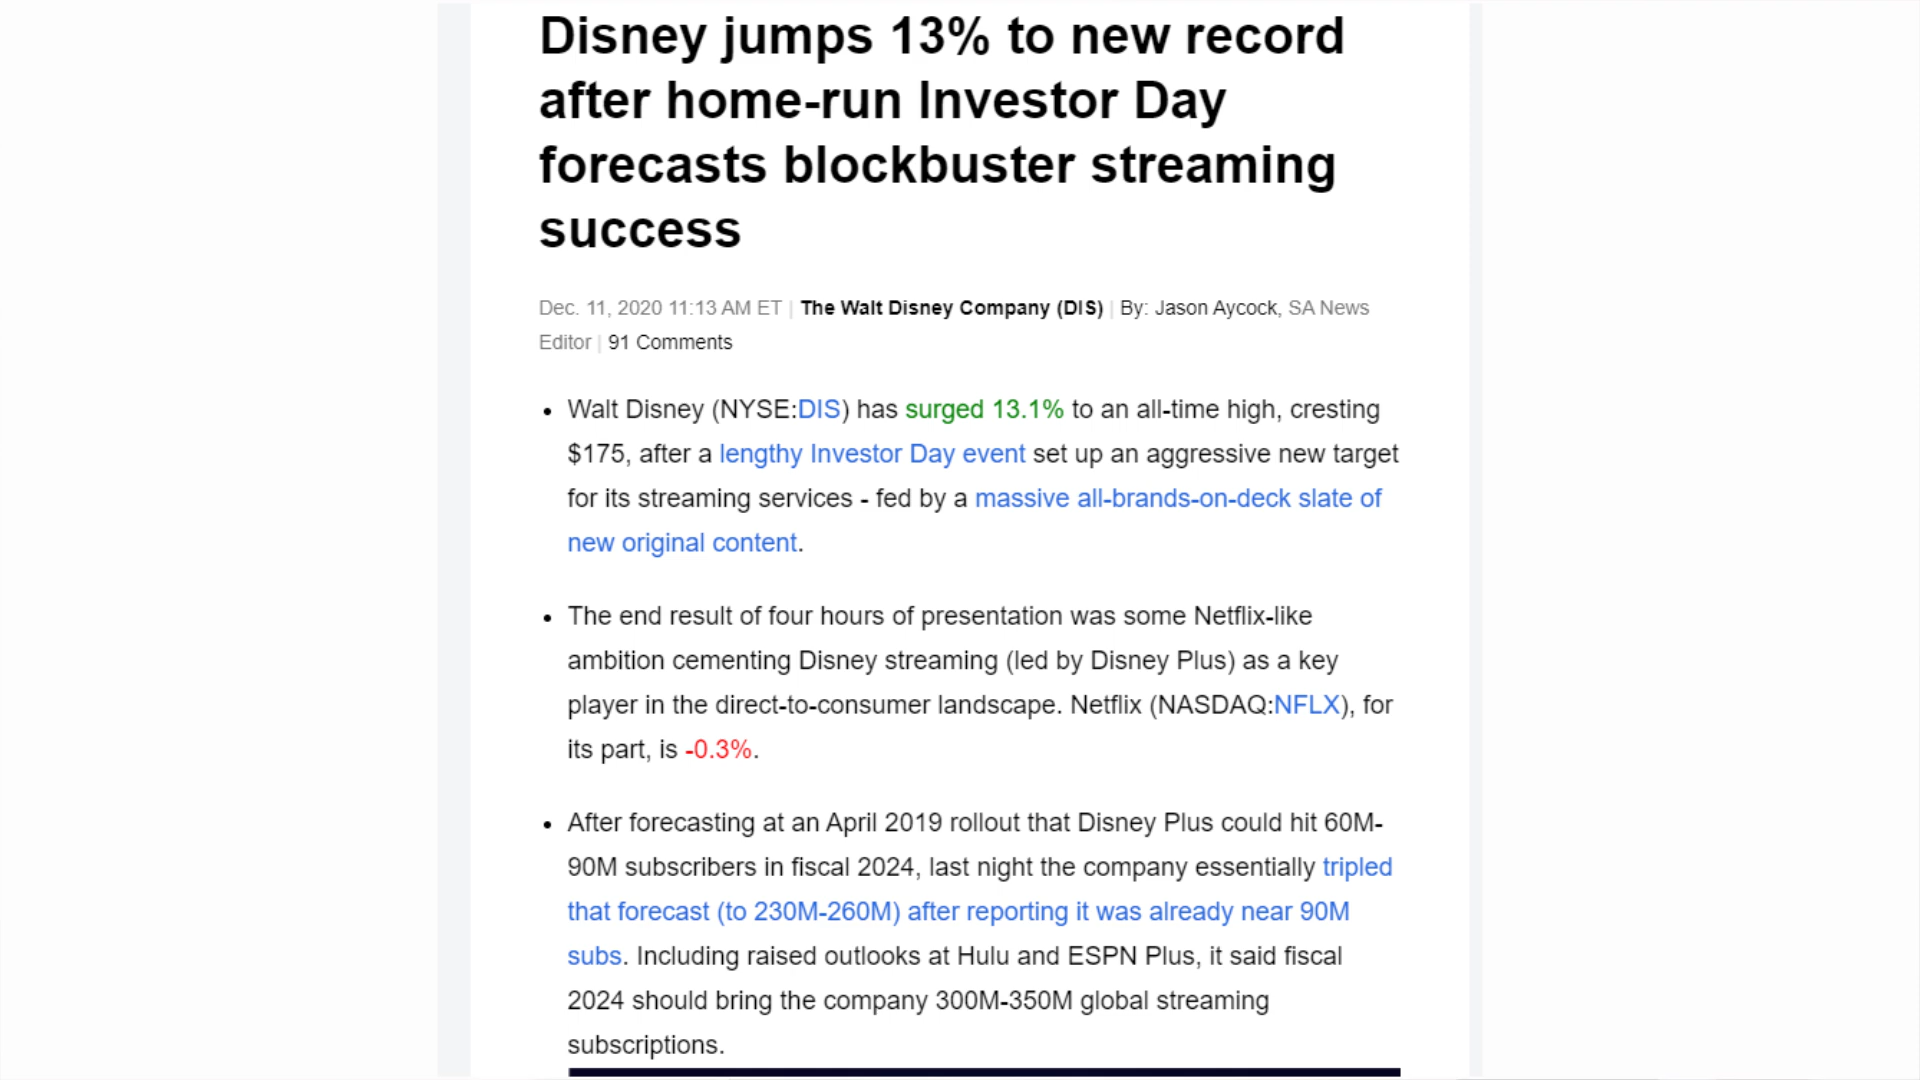 Disney jumps 13% to new record
after home-run Investor Day
forecasts blockbuster streaming
success
Dec. 11, 2020 11:13 AM ET | The Walt Disney Company (DIS) | By: Jason Aycock, SA News
Editor | 91 Comments
• Walt Disney (NYSE:DIS) has surged 13.1% to an all-time high, cresting
$175, after a lengthy Investor Day event set up an aggressive new target
for its streaming services - fed by a massive all-brands-on-deck slate of
new original content.
• The end result of four hours of presentation was some Netflix-like
ambition cementing Disney streaming (led by Disney Plus) as a key
player in the direct-to-consumer landscape. Netflix (NASDAQ:NFLX), for
its part, is -0.3%.
• After forecasting at an April 2019 rollout that Disney Plus could hit 60M-
90M subscribers in fiscal 2024, last night the company essentially tripled
that forecast (to 230M-260M) after reporting it was already near 90M
subs. Including raised outlooks at Hulu and ESPN Plus, it said fiscal
2024 should bring the company 300M-350M global streaming
subscriptions.